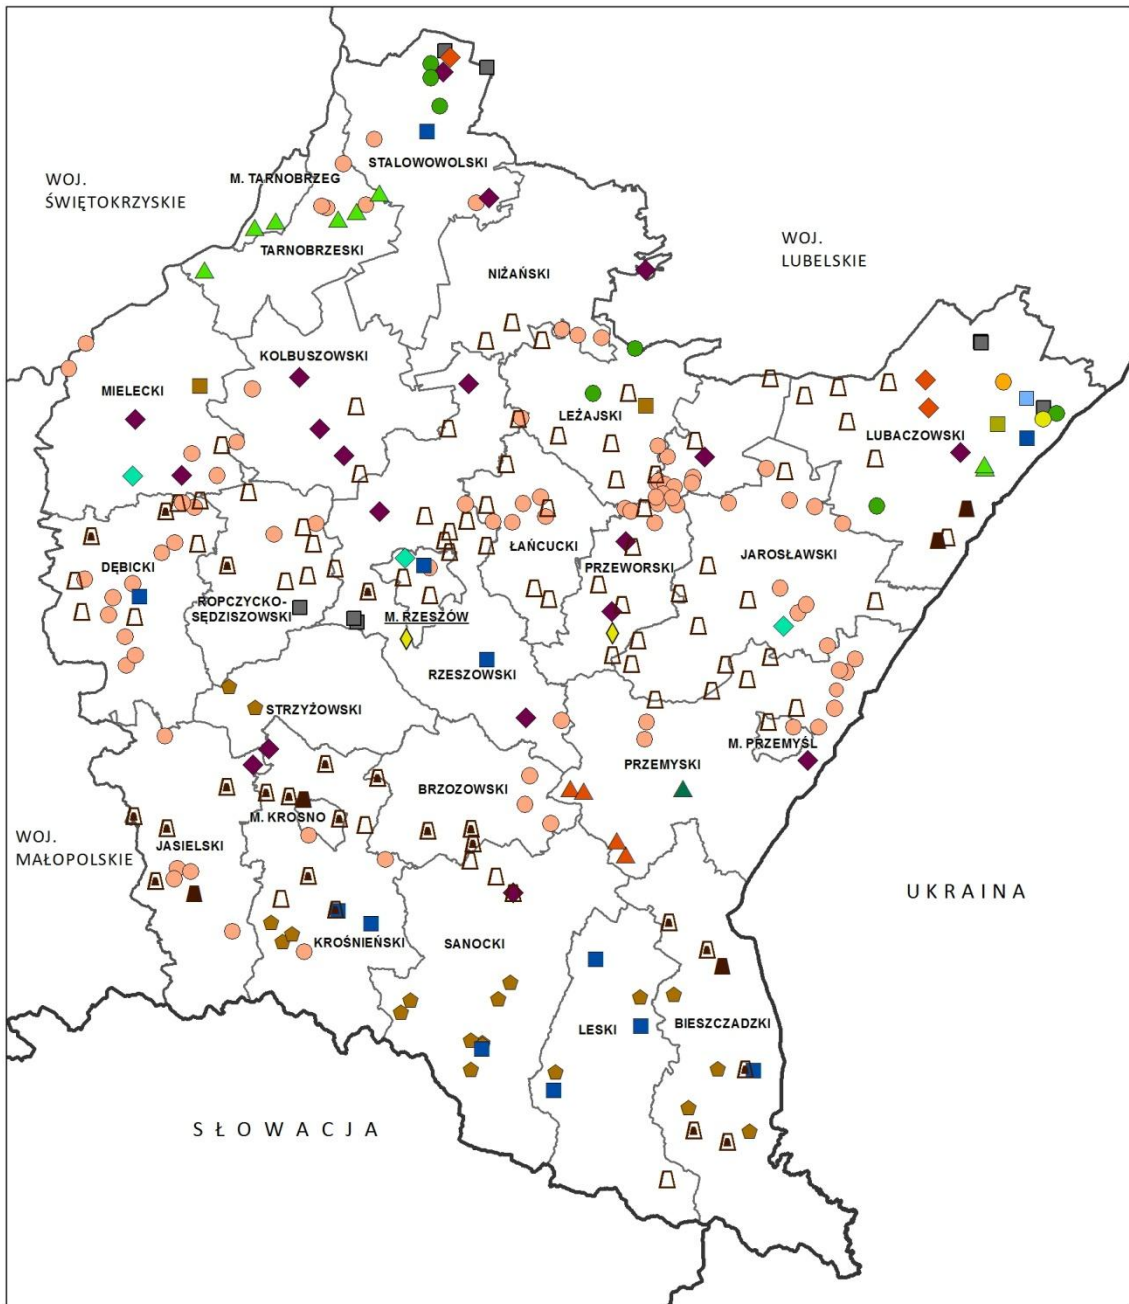 STALOWOWOLSKI
M. TARNOBRZEG
WOJ.
ŚWIĘTOKRZYSKIE
TARNOBRZESKI
WOJ.
LUBELSKIE
NIŻAŃSKI
KOLBUSZOWSKI
MIELECKI
LEŻAJSKI
LUBACZOWSKI
ŁAŃCUCKI
JAROSŁAWSKI
DĘBICKI
PRZEWORSKI
ROPCZYCKO-
SĘDZISZOWSKI
M. RZESZÓW
RZESZOWSKI
STRZYŻOWSKI
M. PRZEMYŚL
PRZEMYSKI
BRZOZOWSKI
M. KROSNO
WOJ.
MAŁOPOLSKIE
JASIELSKI
UKRAINA
KROŚNIEŃSKI
SANOCKI
LESKI
BIESZCZADZKI
SŁOWACJA